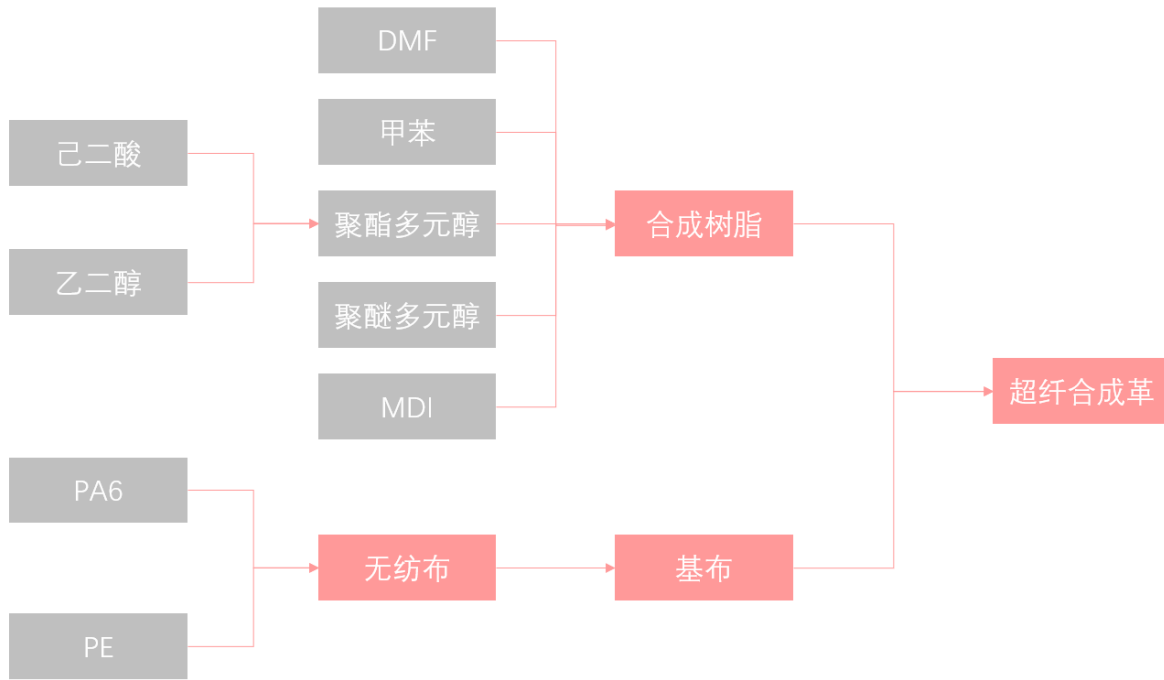 DMF
甲苯
己二酸
聚酯多元醇
合成树脂
乙二醇
聚醚多元醇
MDI
超纤合成革
PA6
无纺布
基布
PE